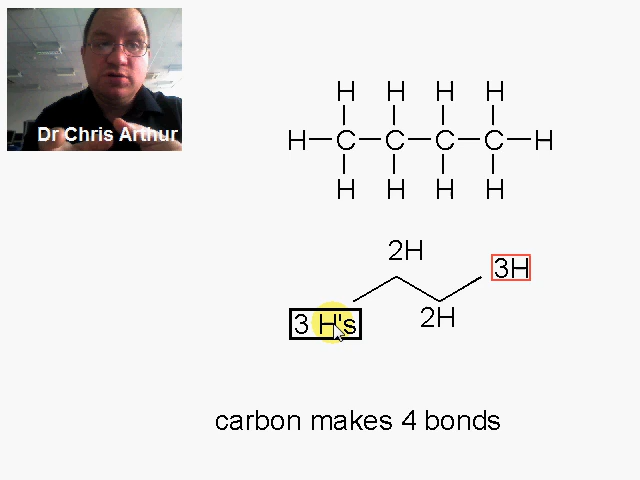 Dr Chris Arthur
H H H H
H C C C C H
H H H H
2H
3H
3 H's
2H
carbon makes 4 bonds